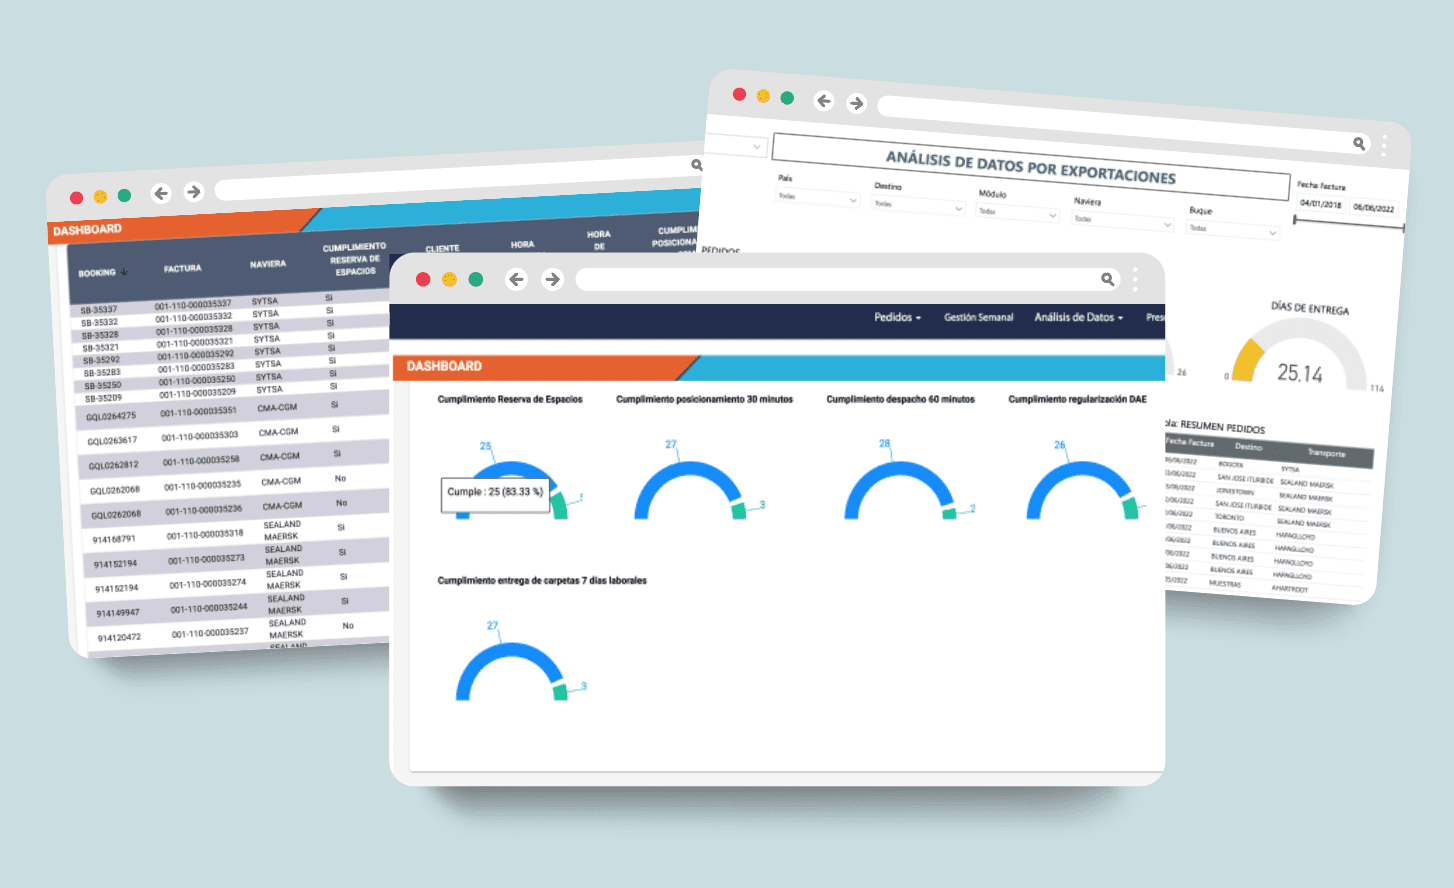 DASHBOARD
BOOKING
FACTURA
NAVIERA
CUMPLIMIENTO
RESERVA DE
ESPACIOS
CLIENTE
HORA
HORA
DE
SB-35337 001-110-000035337 SYTSA Si
SB-35332 001-110-000035332 SYTSA Si
SB-35328 001-110-000035328 SYTSA Si
SB-35321 001-110-000035321 SYTSA Si
SB-35292 001-110-000035292 SYTSA Si
SB-35283 001-110-000035283 SYTSA Si
SB-35250 001-110-000035250 SYTSA Si
SB-35209 001-110-000035209 SYTSA Si
GQL0264275 001-110-000035351 CMA-CGM Si
GQL0263617 001-110-000035303 CMA-CGM Si
GQL0262812 001-110-000035258 CMA-CGM Si
GQL0262068 001-110-000035235 CMA-CGM No
GQL0262068 001-110-000035236 CMA-CGM No
914168791 001-110-000035318 SEALAND MAERSK Si
914152194 001-110-000035273 SEALAND MAERSK Si
914152194 001-110-000035274 SEALAND MAERSK Si
914149947 001-110-000035244 SEALAND MAERSK Si
914120472 001-110-000035237 SEALAND MAERSK No
ANÁLISIS DE DATOS POR EXPORTACIONES
País Destino Módulo Naviera Buque
Todas Todas Todas Todas Todas
Fecha Factura
04/01/2018 06/06/2022
PEDIDOS
DÍAS DE ENTREGA
26
0
25.14
114
RESUMEN PEDIDOS
Fecha Factura Destino Transporte
/06/2022 BOGOTA SYTSA
/06/2022 SAN JOSE ITURBIDE SEALAND MAERSK
/06/2022 JONESTOWN SEALAND MAERSK
/06/2022 SAN JOSE ITURBIDE SEALAND MAERSK
/06/2022 TORONTO SEALAND MAERSK
/06/2022 BUENOS AIRES HAPAGLLOYD
/06/2022 BUENOS AIRES HAPAGLLOYD
/06/2022 BUENOS AIRES HAPAGLLOYD
/06/2022 BUENOS AIRES HAPAGLLOYD
/2022 MUESTRAS AHARTRODT
Pedidos
Gestión Semanal
Análisis de Datos
DASHBOARD
Cumplimiento Reserva de Espacios
Cumplimiento posicionamiento 30 minutos
Cumplimiento despacho 60 minutos
Cumplimiento regularización DAE
25
27
28
26
Cumple : 25 (83.33 %)
3
2
Cumplimiento entrega de carpetas 7 días laborales
27
3